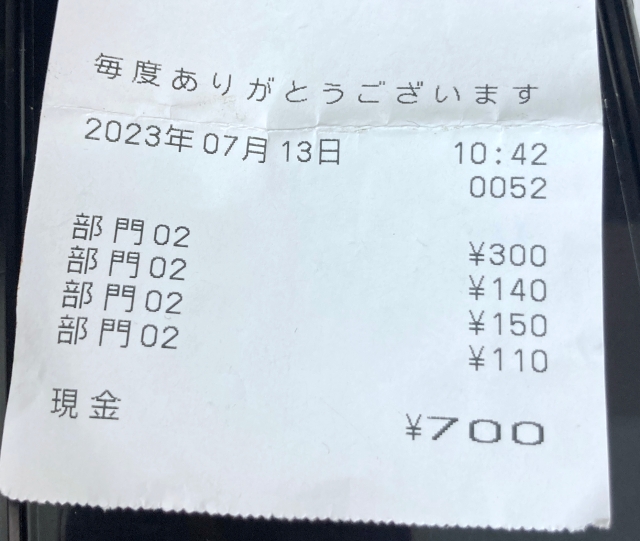 毎度ありがとうございます
2023年07月13日 10:42
0052
部門02 ¥300
部門02 ¥140
部門02 ¥150
部門02 ¥110
現金 ¥700